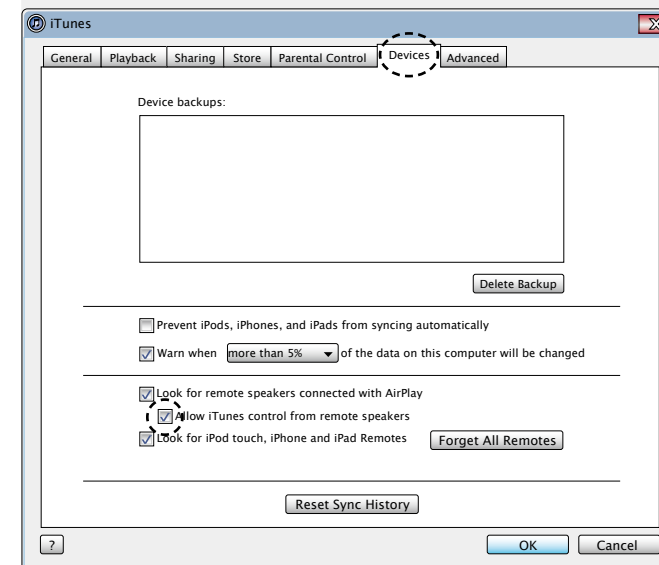 iTunes
General Playback Sharing Store Parental Control Devices Advanced
Device backups:
Delete Backup
Prevent iPods, iPhones, and iPads from syncing automatically
Warn when more than 5% of the data on this computer will be changed
Look for remote speakers connected with AirPlay
Allow iTunes control from remote speakers
Look for iPod touch, iPhone and iPad Remotes Forget All Remotes
Reset Sync History
? OK Cancel